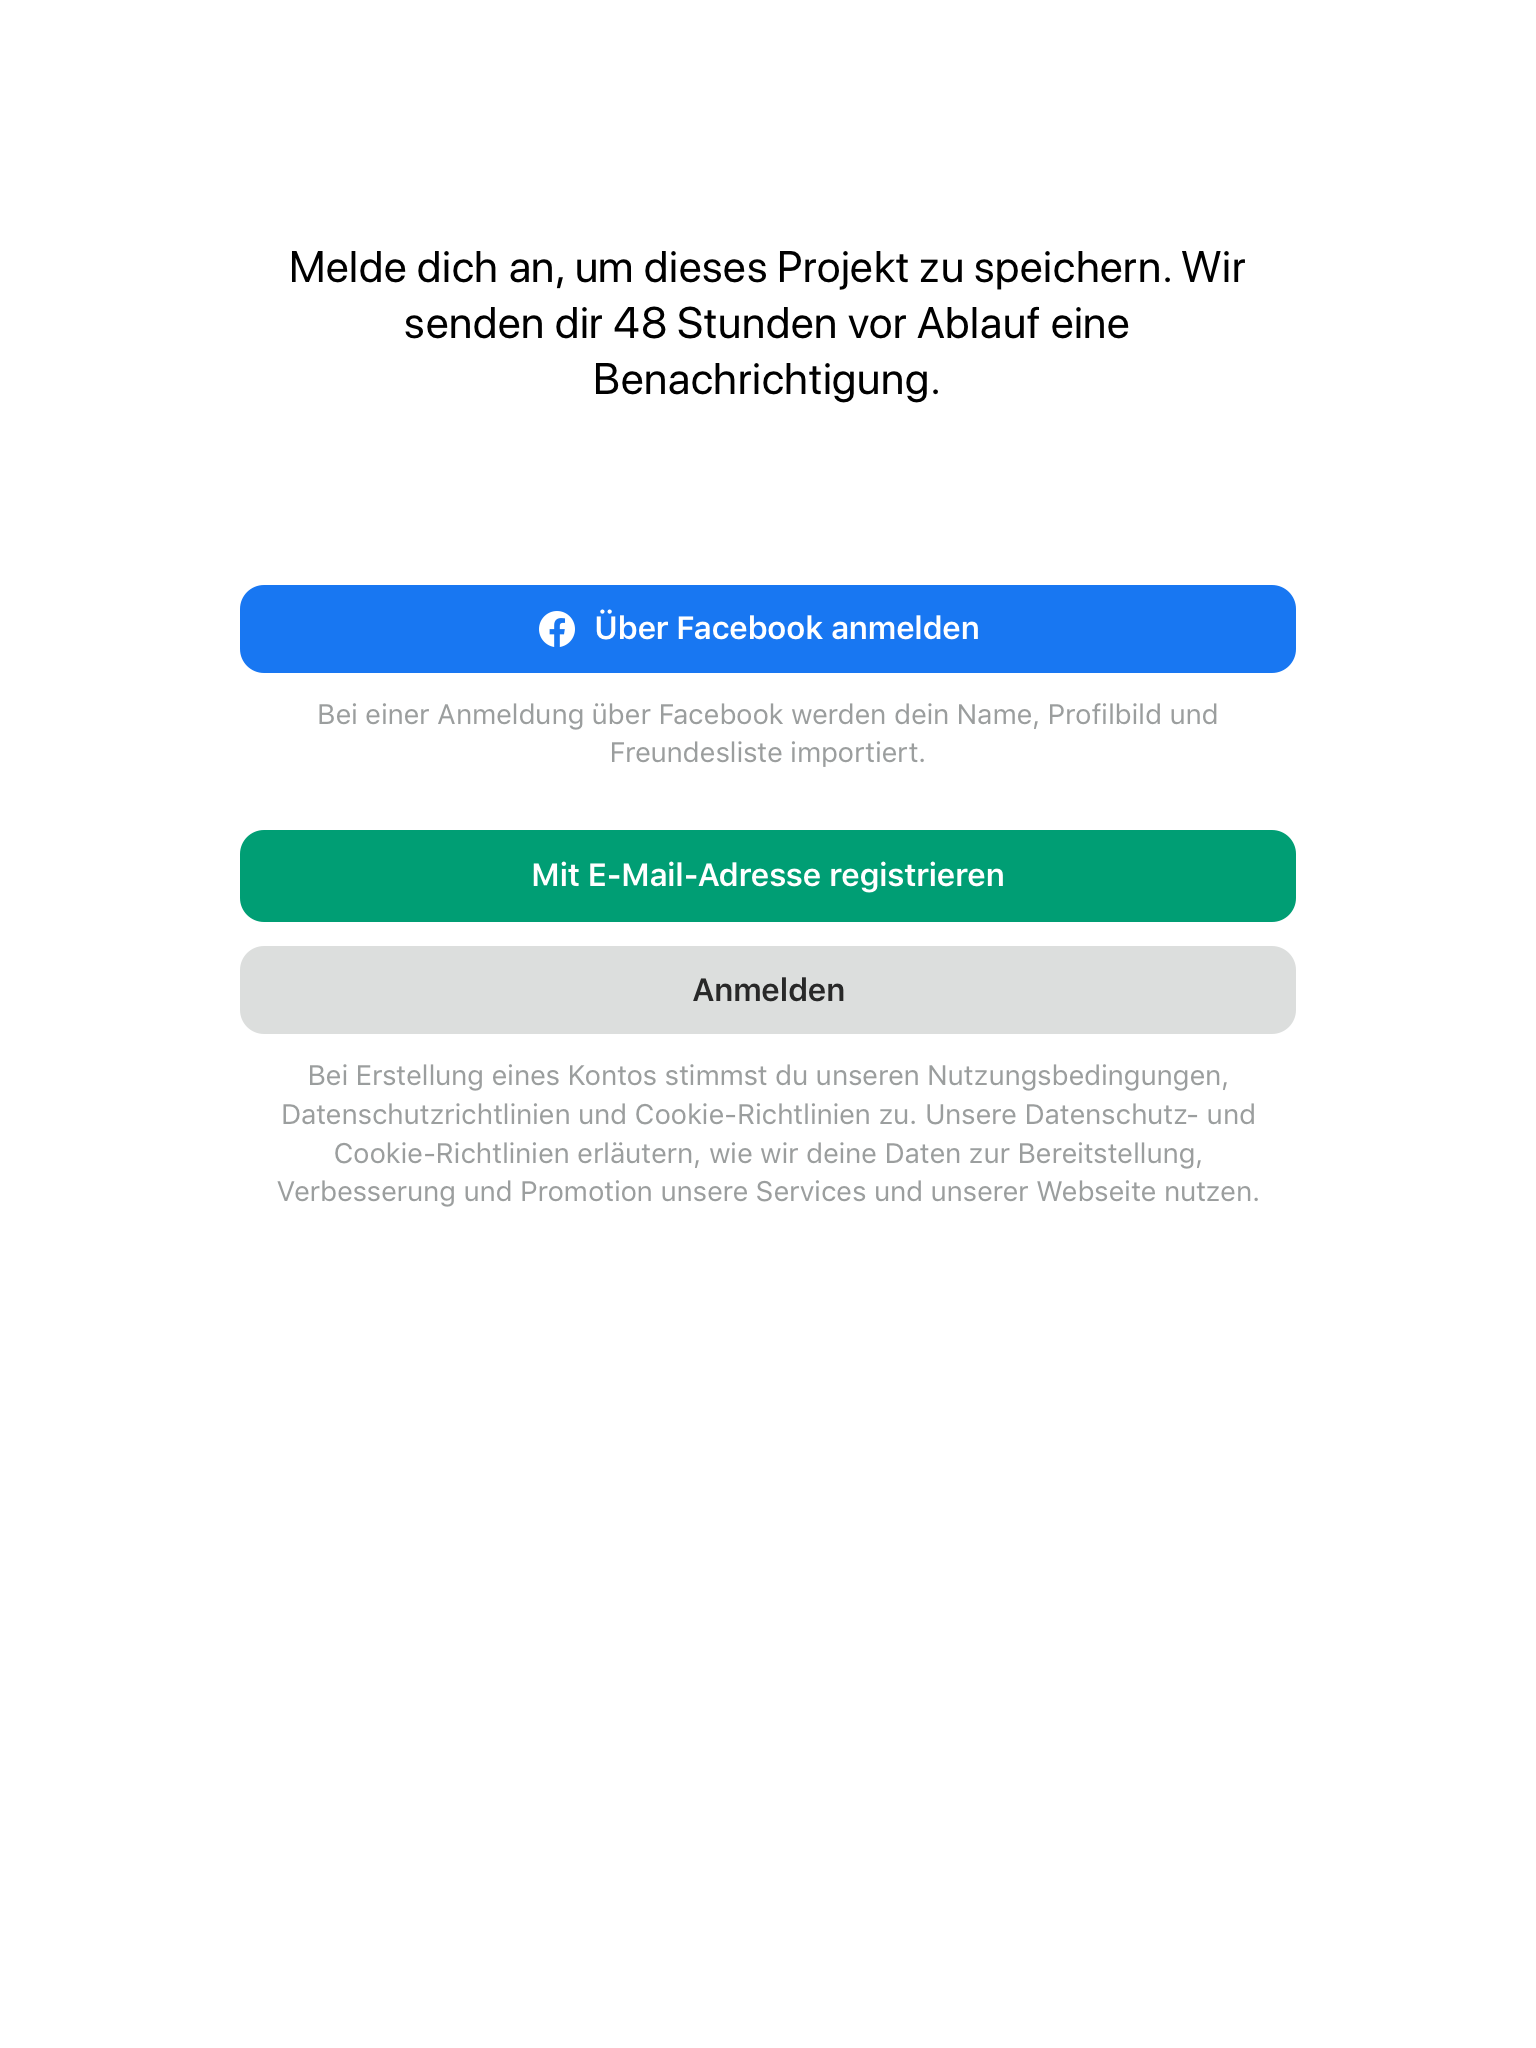 Melde dich an, um dieses Projekt zu speichern. Wir
senden dir 48 Stunden vor Ablauf eine
Benachrichtigung.
Über Facebook anmelden
Bei einer Anmeldung über Facebook werden dein Name, Profilbild und
Freundesliste importiert.
Mit E-Mail-Adresse registrieren
Anmelden
Bei Erstellung eines Kontos stimmst du unseren Nutzungsbedingungen,
Datenschutzrichtlinien und Cookie-Richtlinien zu. Unsere Datenschutz- und
Cookie-Richtlinien erläutern, wie wir deine Daten zur Bereitstellung,
Verbesserung und Promotion unsere Services und unserer Webseite nutzen.